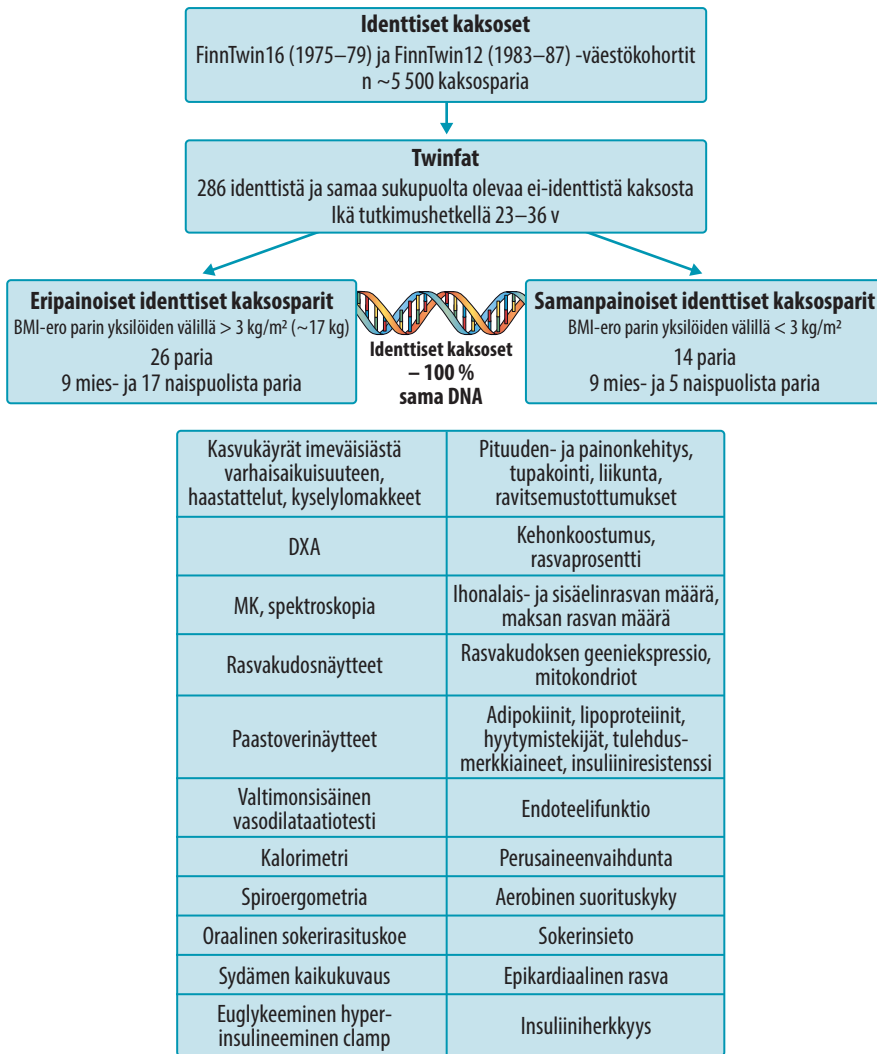 Identtiset kaksoset
FinnTwin16 (1975–79) ja FinnTwin12 (1983–87) -väestökohortit
n ~5 500 kaksosparia
Twinfat
286 identtistä ja samaa sukupuolta olevaa ei-identtistä kaksosta
Ikä tutkimushetkellä 23–36 v
Eripainoiset identtiset kaksosparit
BMI-ero parin yksilöiden välillä > 3 kg/m² (~17 kg)
26 paria
9 mies- ja 17 naispuolista paria
Identtiset kaksoset
– 100 %
sama DNA
Samanpainoiset identtiset kaksosparit
BMI-ero parin yksilöiden välillä < 3 kg/m²
14 paria
9 mies- ja 5 naispuolista paria
Kasvukäyrät imeväisiästä
varhaisaikuisuuteen,
haastattelut, kyselylomakkeet
Pituuden- ja painonkehitys,
tupakointi, liikunta,
ravitsemustottumukset
DXA
Kehonkoostumus,
rasvaprosentti
MK, spektroskopia
Ihonalais- ja sisäelinrasvan määrä,
maksan rasvan määrä
Rasvakudosnäytteet
Rasvakudoksen geeniekspressio,
mitokondriot
Paastoverinäytteet
Adipokiinit, lipoproteiinit,
hyytymistekijät, tulehdus-
merkkiaineet, insuliiniresistenssi
Valtimonsisäinen
vasodilataatiotesti
Endoteelifunktio
Kalorimetri
Perusaineenvaihdunta
Spiroergometria
Aerobinen suorituskyky
Oraalinen sokerirasituskoe
Sokerinsieto
Sydämen kaikukuvaus
Epikardiaalinen rasva
Euglykeeminen hyper-
insulineeminen clamp
Insuliiniherkkyys